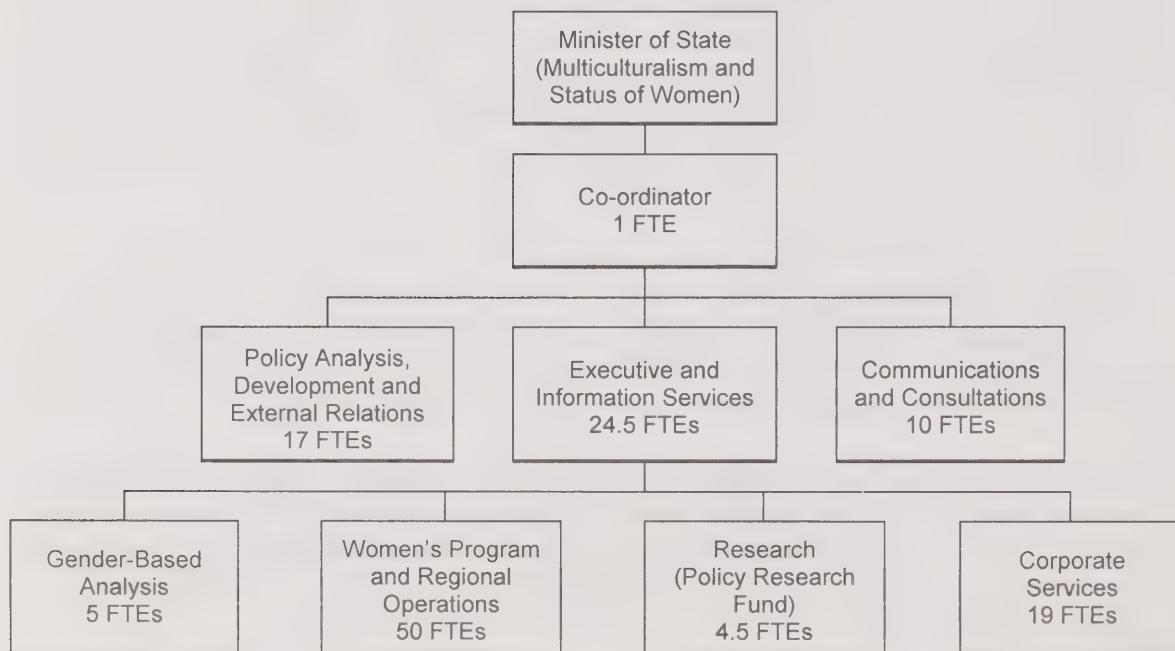 Minister of State
(Multiculturalism and
Status of Women)
Co-ordinator
1 FTE
Policy Analysis,
Development and
External Relations
17 FTEs
Executive and
Information Services
24.5 FTEs
Communications
and Consultations
10 FTEs
Gender-Based
Analysis
5 FTEs
Women's Program
and Regional
Operations
50 FTEs
Research
(Policy Research
Fund)
4.5 FTEs
Corporate
Services
19 FTEs